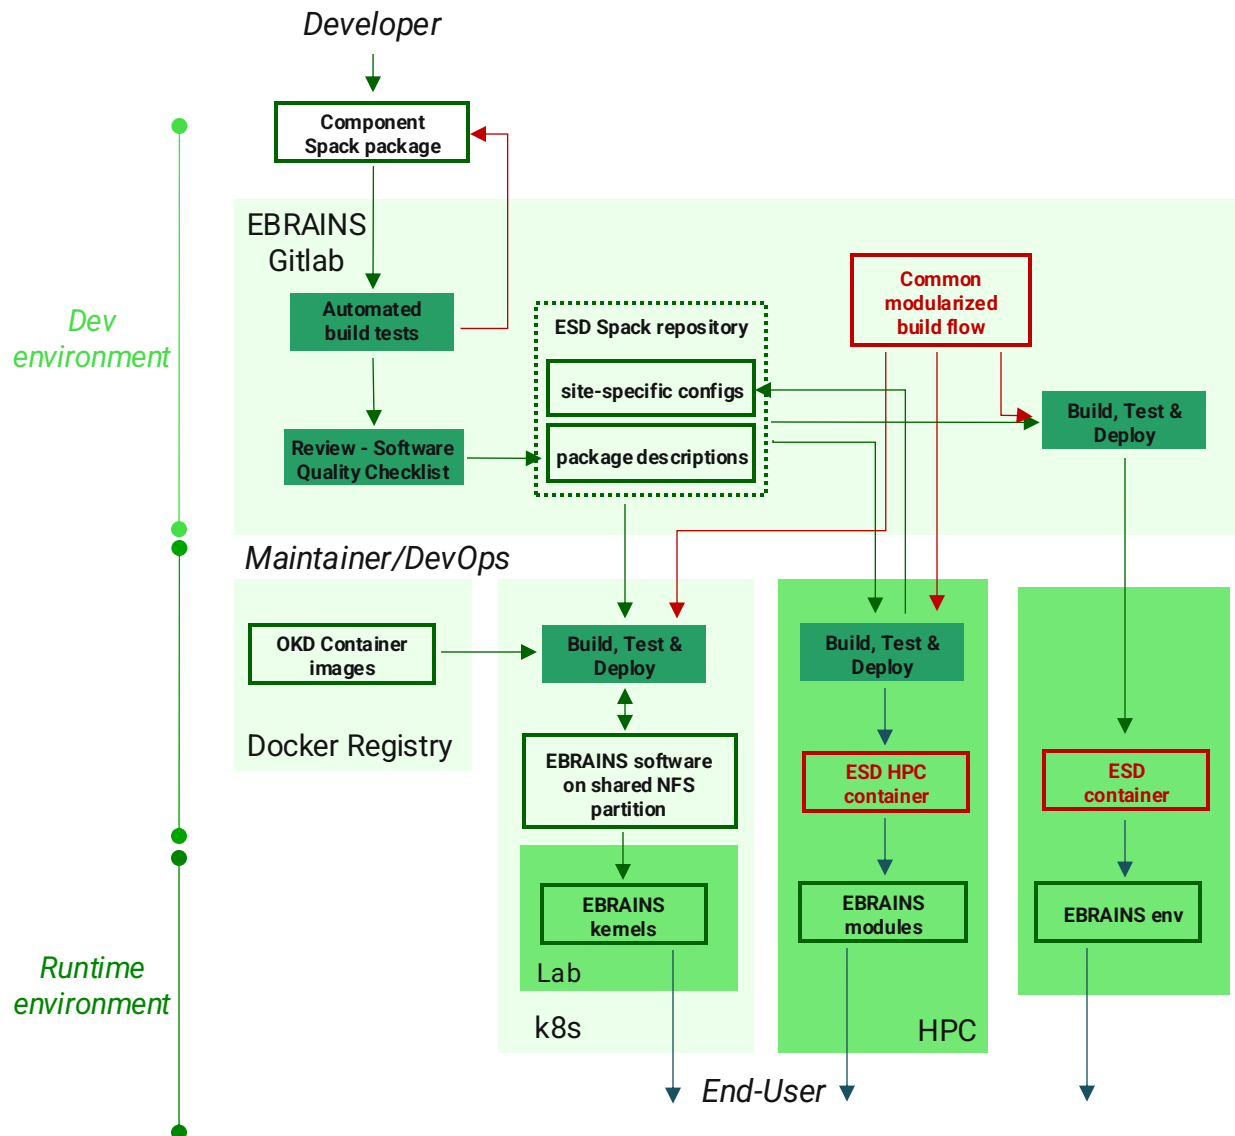 Developer
Component
Spack package
EBRAINS
Gitlab
Automated
build tests
Review - Software
Quality Checklist
ESD Spack repository
site-specific configs
package descriptions
Common
modularized
build flow
Build, Test &
Deploy
Dev
environment
Maintainer/DevOps
OKD Container
images
Docker Registry
Build, Test &
Deploy
EBRAINS software
on shared NFS
partition
EBRAINS
kernels
Lab
k8s
Build, Test &
Deploy
ESD HPC
container
EBRAINS
modules
HPC
ESD
container
EBRAINS env
Runtime
environment
End-User